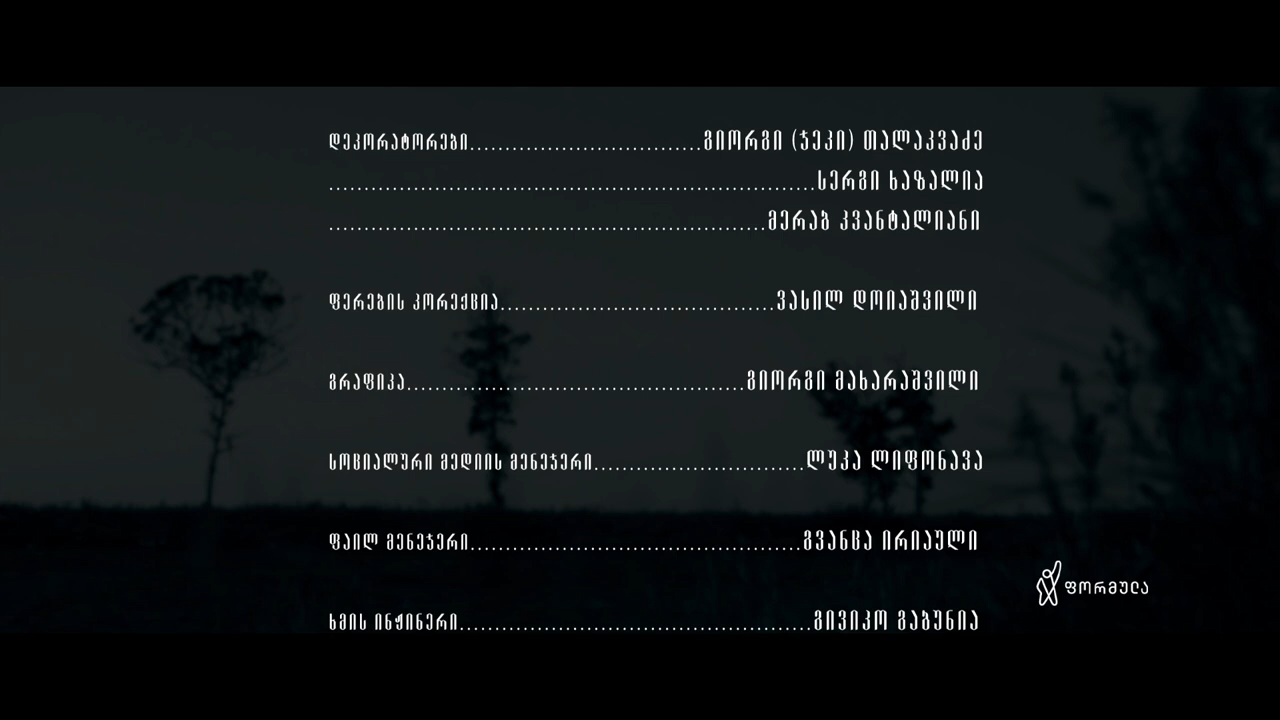 დეკორატორები.................................გიორგი (ჯეკი) თალაკვაძე
......................................................................სერგი ხაზალია
...............................................................მერაბ კვანტალიანი
ფერების კორექცია........................................ვასილ დოიაშვილი
გრაფიკა.................................................გიორგი მახარაშვილი
სოციალური მედიის მენეჯერი..............................ლუკა ლიფონავა
ფაილ მენეჯერი................................................გვანცა ირიაული
ფორმულა
ხმის ინჟინერი...................................................გივიკო გაბუნია